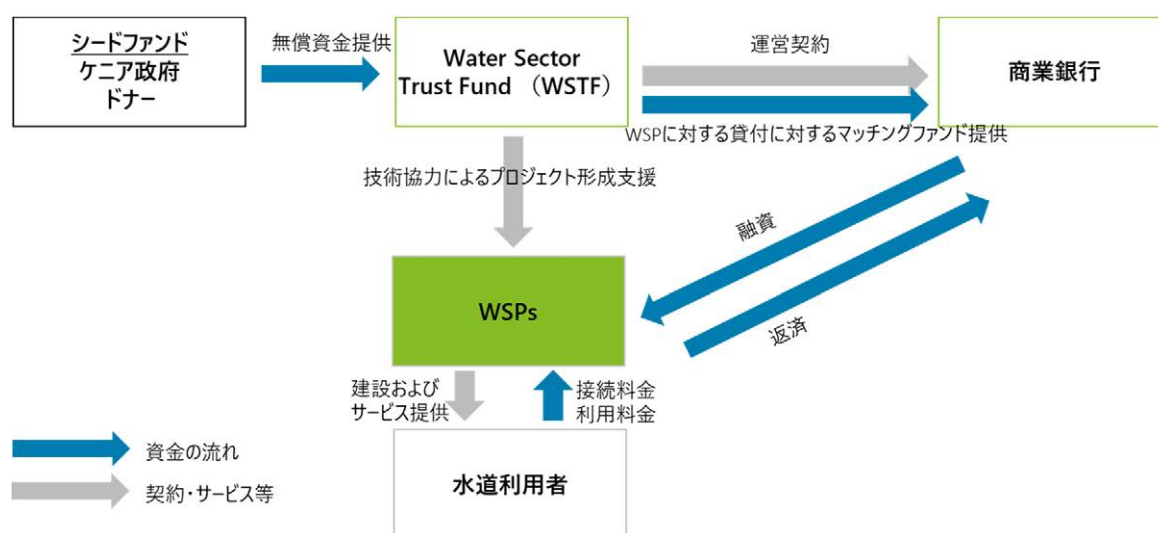 シードファンド
ケニア政府
ドナー
無償資金提供
Water Sector
Trust Fund （WSTF）
運営契約
商業銀行
WSPに対する貸付に対するマッチングファンド提供
技術協力によるプロジェクト形成支援
融資
返済
WSPs
建設および
サービス提供
接続料金
利用料金
水道利用者
資金の流れ
契約・サービス等